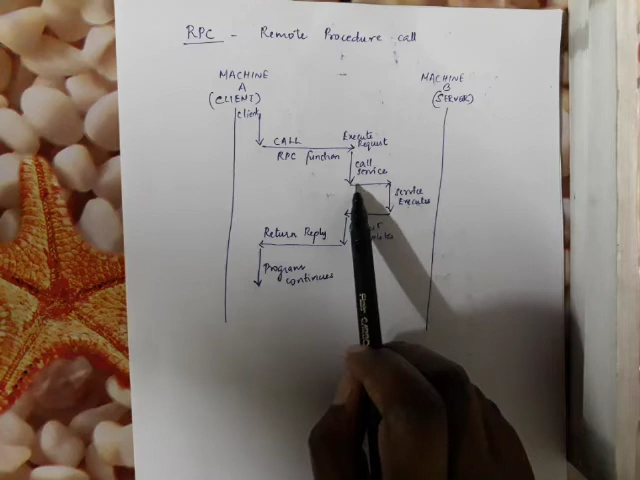 RPC - Remote Procedure call
MACHINE
A
(CLIENT)
MACHINE
B
(SERVER)
client
CALL
RPC function
Execute
Request
call
service
service
Executes
Return Reply
Program
continues